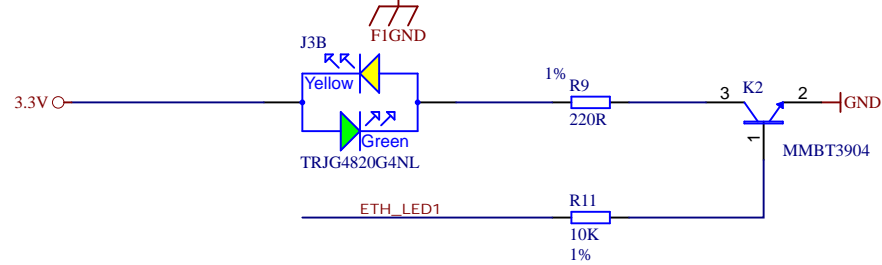 F1GND
J3B
Yellow
3.3V
Green
TRJG4820G4NL
1%
R9
220R
3
K2
2
GND
1
MMBT3904
ETH_LED1
R11
10K
1%